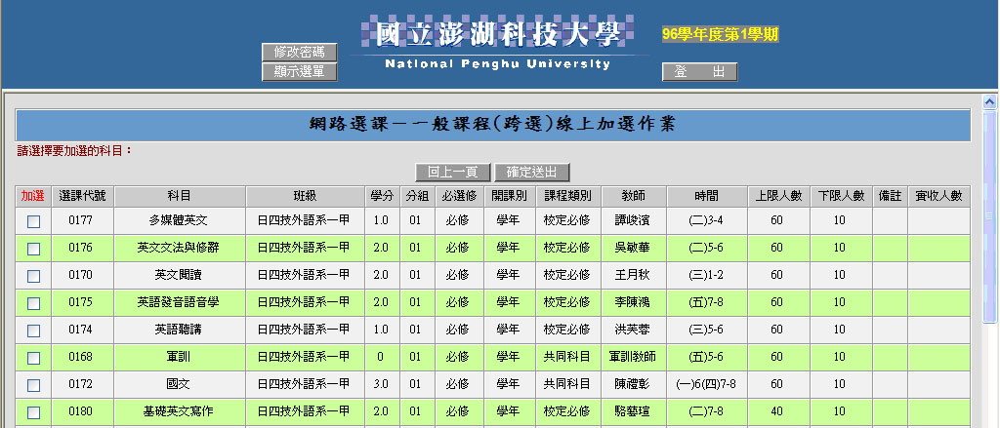 國立澎湖科技大學
National Penghu University
96學年度第1學期
修改密碼
顯示選單
登 出
網路選課－一般課程(跨選)線上加選作業
請選擇要加選的科目：
回上一頁 確定送出
加選 選課代號 科目 班級 學分 分組 必選修 開課別 課程類別 教師 時間 上限人數 下限人數 備註 實收人數
0177 多媒體英文 日四技外語系一甲 1.0 01 必修 學年 校定必修 譚峻濱 (二)3-4 60 10
0176 英文文法與修辭 日四技外語系一甲 2.0 01 必修 學年 校定必修 吳敏華 (二)5-6 60 10
0170 英文閱讀 日四技外語系一甲 2.0 01 必修 學年 校定必修 王月秋 (三)1-2 60 10
0175 英語發音語音學 日四技外語系一甲 2.0 01 必修 學年 校定必修 李陳鴻 (五)7-8 60 10
0174 英語聽講 日四技外語系一甲 1.0 01 必修 學年 校定必修 洪芙蓉 (三)5-6 60 10
0168 軍訓 日四技外語系一甲 0 01 必修 學年 共同科目 軍訓教師 (五)5-6 60 10
0172 國文 日四技外語系一甲 3.0 01 必修 學年 共同科目 陳禮彰 (一)6(四)7-8 60 10
0180 基礎英文寫作 日四技外語系一甲 2.0 01 必修 學年 校定必修 駱藝瑄 (二)7-8 40 10